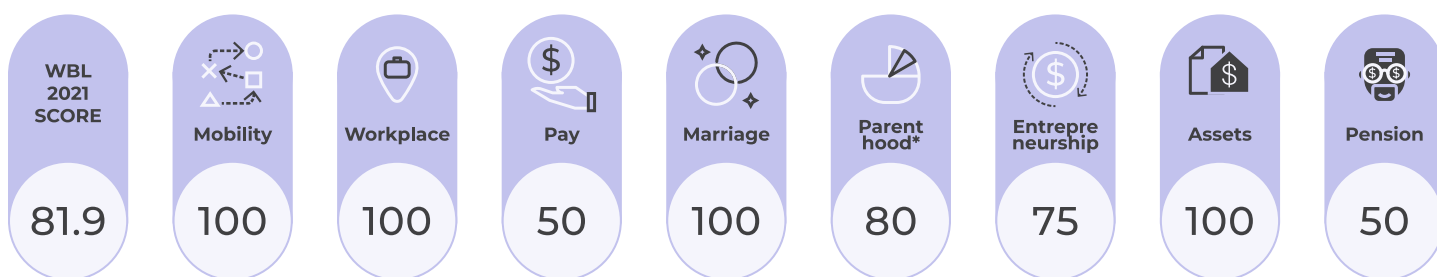 WBL
2021
SCORE
81.9
Mobility
100
Workplace
100
$
Pay
50
Marriage
100
Parent
hood*
80
$
Entrepre
neurship
75
$
Assets
100
$ $
Pension
50